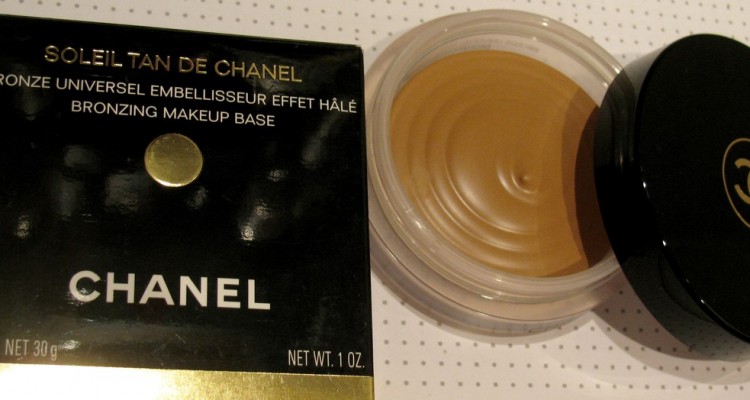 SOLEIL TAN DE CHANEL
RONZE UNIVERSEL EMBELLISSEUR EFFET HÂLÉ
BRONZING MAKEUP BASE
CHANEL
NET 30 g
NET WT. 1 OZ.